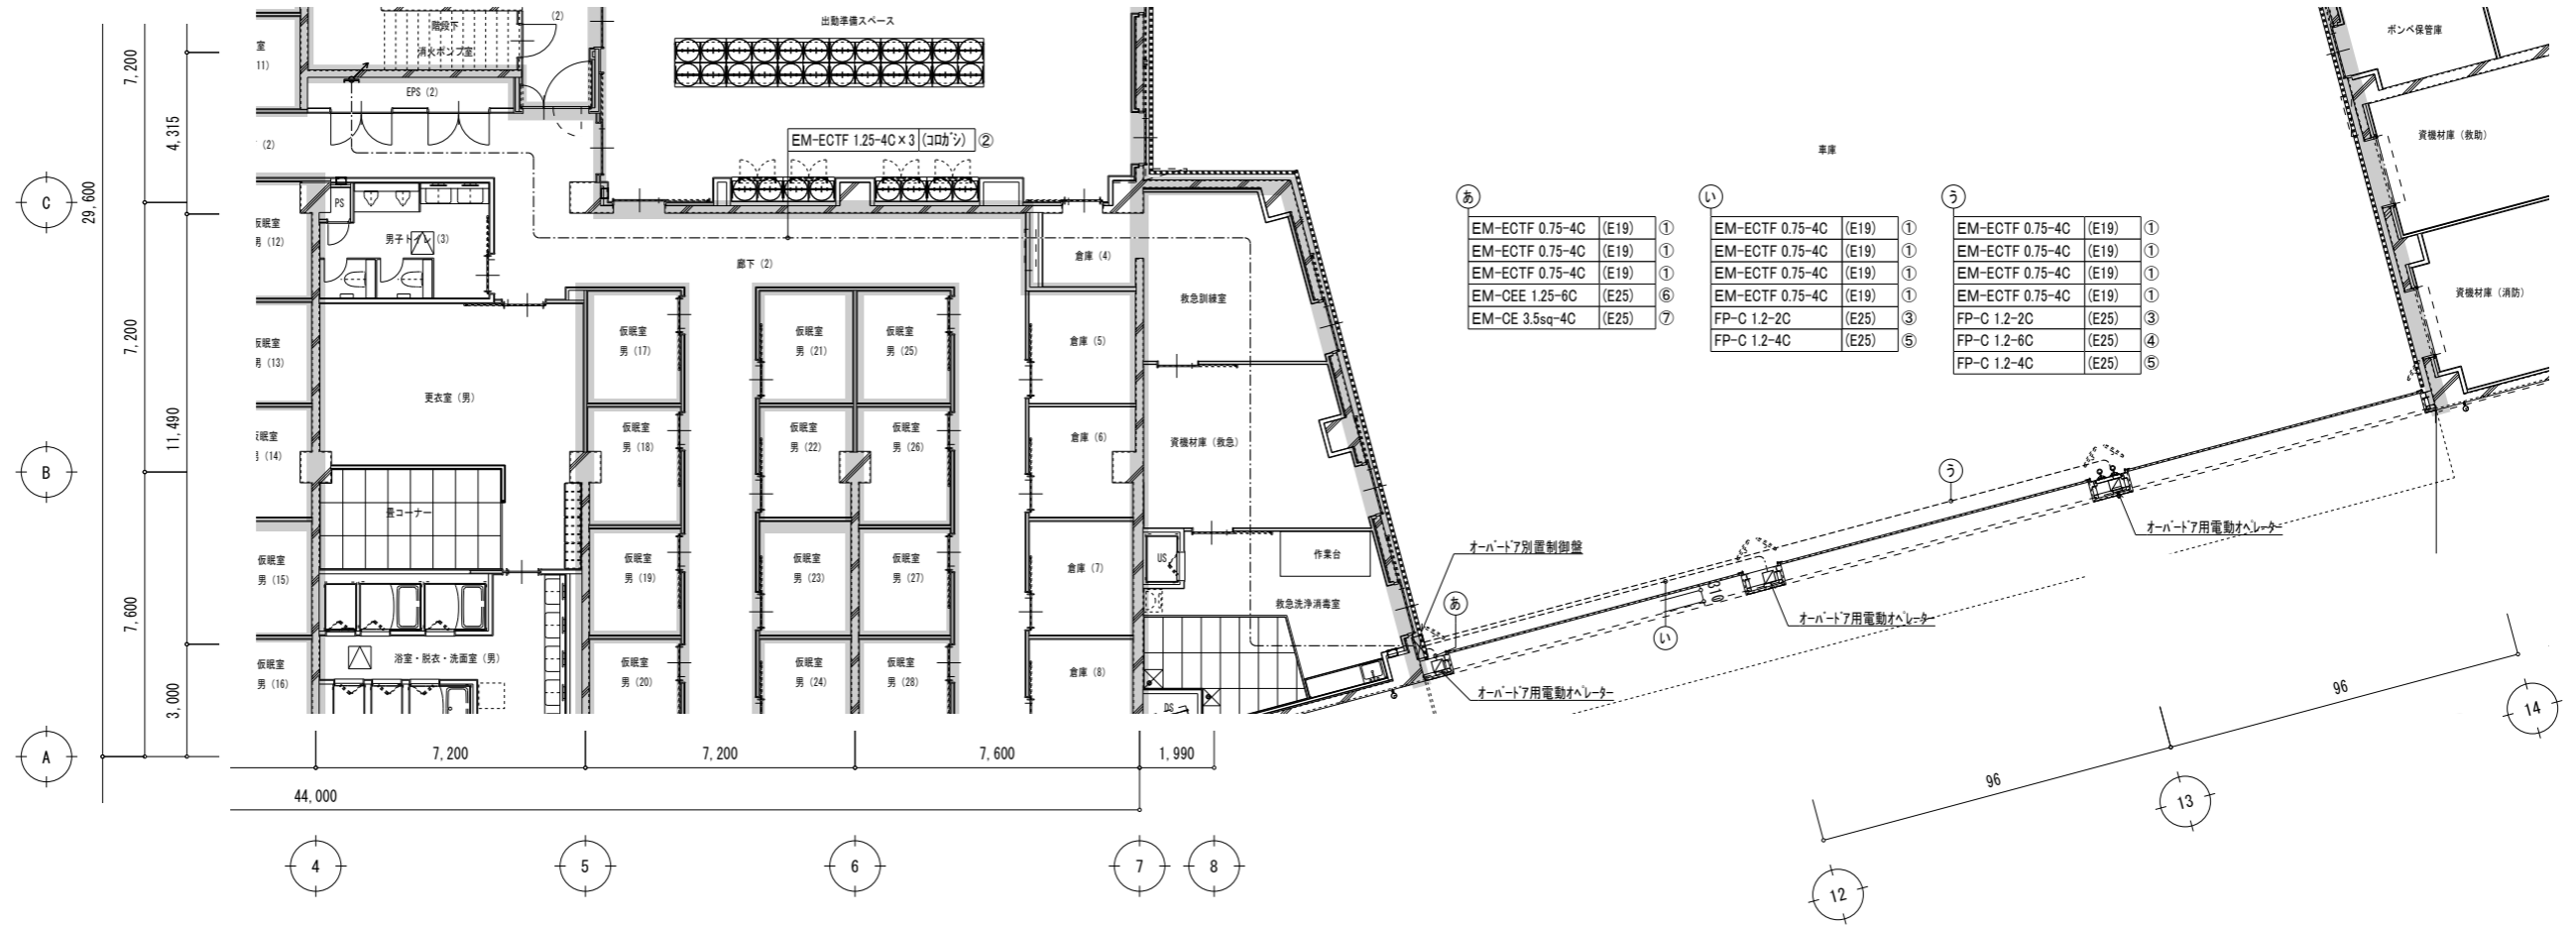 出動準備スペース
階段下
消火ポンプ室
(2)
室
11)
EPS (2)
(2)
EM-ECTF 1.25-4C×3 (コロガシ) ②
ボンベ保管庫
資機材庫 (救助)
車庫
資機材庫 (消防)
あ
EM-ECTF 0.75-4C (E19) ①
EM-ECTF 0.75-4C (E19) ①
EM-ECTF 0.75-4C (E19) ①
EM-CEE 1.25-6C (E25) ⑥
EM-CE 3.5sq-4C (E25) ⑦
い
EM-ECTF 0.75-4C (E19) ①
EM-ECTF 0.75-4C (E19) ①
EM-ECTF 0.75-4C (E19) ①
EM-ECTF 0.75-4C (E19) ①
FP-C 1.2-2C (E25) ③
FP-C 1.2-4C (E25) ⑤
う
EM-ECTF 0.75-4C (E19) ①
EM-ECTF 0.75-4C (E19) ①
EM-ECTF 0.75-4C (E19) ①
EM-ECTF 0.75-4C (E19) ①
FP-C 1.2-2C (E25) ③
FP-C 1.2-6C (E25) ④
FP-C 1.2-4C (E25) ⑤
PS
男子トイレ (3)
仮眠室
男 (12)
廊下 (2)
倉庫 (4)
救急訓練室
仮眠室
男 (13)
仮眠室
男 (17)
仮眠室
男 (21)
仮眠室
男 (25)
倉庫 (5)
更衣室 (男)
仮眠室
(14)
仮眠室
男 (18)
仮眠室
男 (22)
仮眠室
男 (26)
倉庫 (6)
資機材庫 (救急)
畳コーナー
仮眠室
男 (15)
仮眠室
男 (19)
仮眠室
男 (23)
仮眠室
男 (27)
倉庫 (7)
US
作業台
救急洗浄消毒室
浴室・脱衣・洗面室 (男)
仮眠室
男 (16)
仮眠室
男 (20)
仮眠室
男 (24)
仮眠室
男 (28)
倉庫 (8)
DS
オーバードア別置制御盤
あ
い
う
310
オーバードア用電動オペレーター
オーバードア用電動オペレーター
オーバードア用電動オペレーター
7,200
4,315
29,600
7,200
11,490
7,600
3,000
C
B
A
7,200
7,200
7,600
1,990
44,000
4
5
6
7
8
96
96
12
13
14